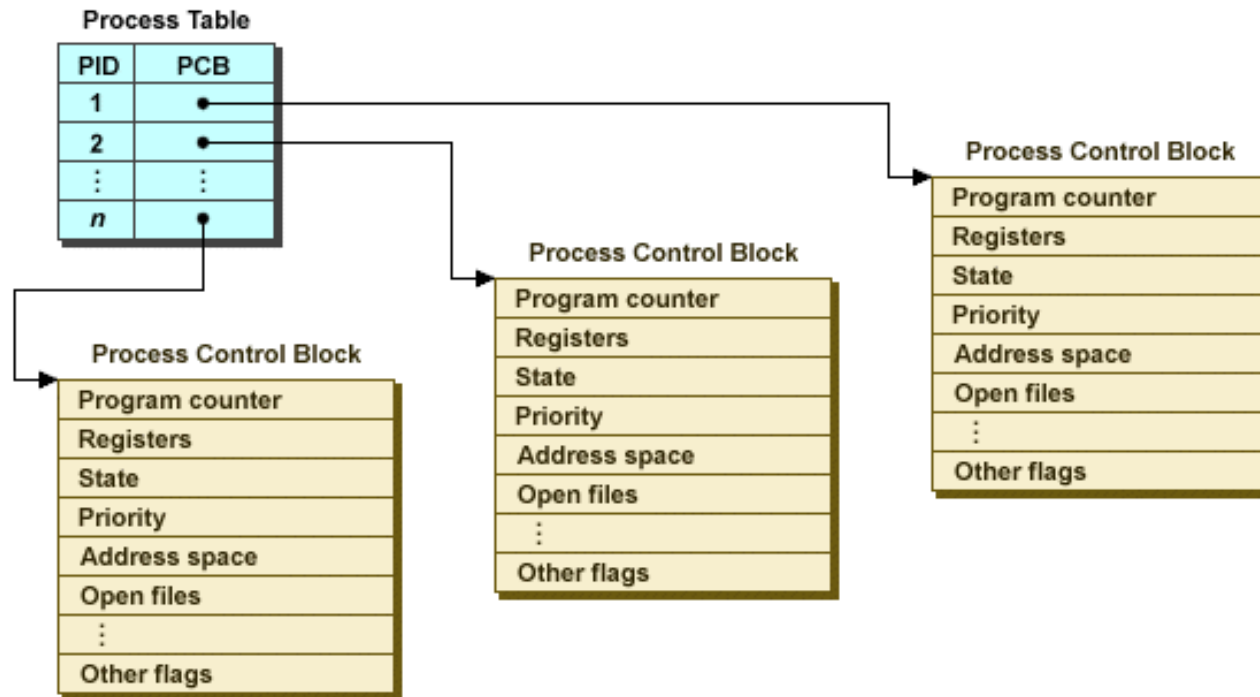 Process Table
PID PCB
1
2
⋮ ⋮
n
Process Control Block
Program counter
Registers
State
Priority
Address space
Open files
⋮
Other flags
Process Control Block
Program counter
Registers
State
Priority
Address space
Open files
⋮
Other flags
Process Control Block
Program counter
Registers
State
Priority
Address space
Open files
⋮
Other flags